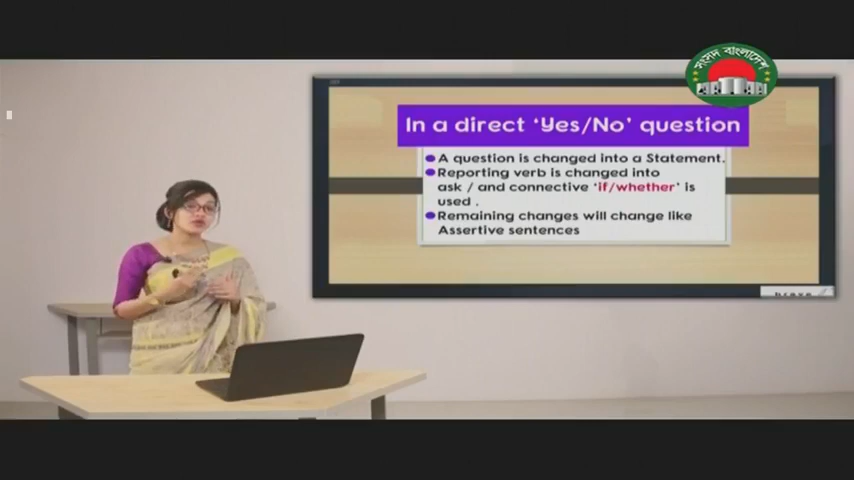 সংসদ বাংলাদেশ
In a direct ‘Yes/No’ question
A question is changed into a Statement.
Reporting verb is changed into
ask / and connective ‘if/whether’ is
used .
Remaining changes will change like
Assertive sentences